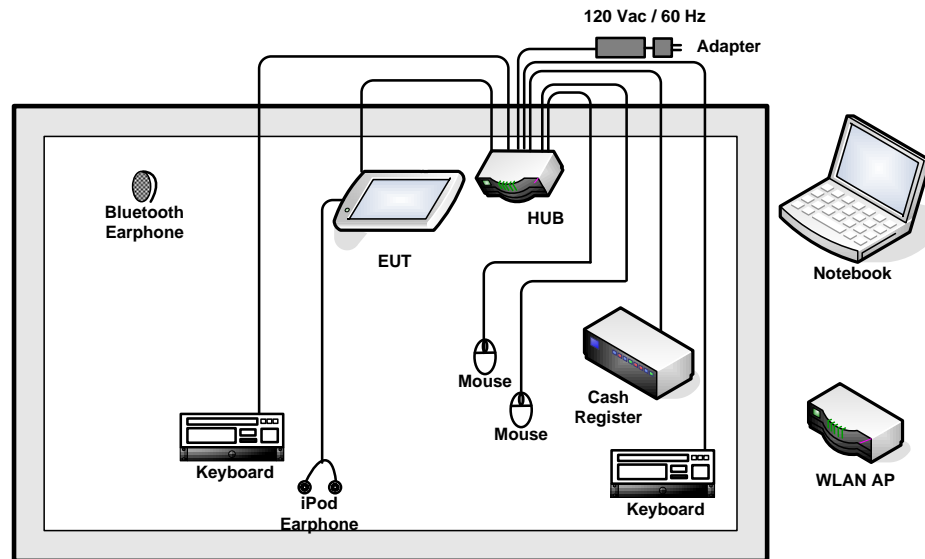 120 Vac / 60 Hz
Adapter
Bluetooth
Earphone
HUB
EUT
Notebook
Mouse
Cash
Register
Mouse
Keyboard
WLAN AP
iPod
Earphone
Keyboard